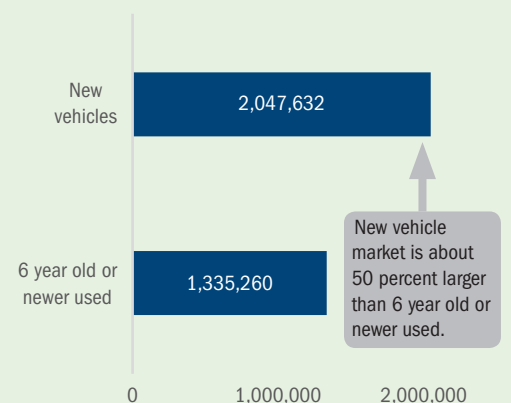 New
vehicles
2,047,632
New vehicle
market is about
50 percent larger
than 6 year old or
newer used.
6 year old or
newer used
1,335,260
0 1,000,000 2,000,000